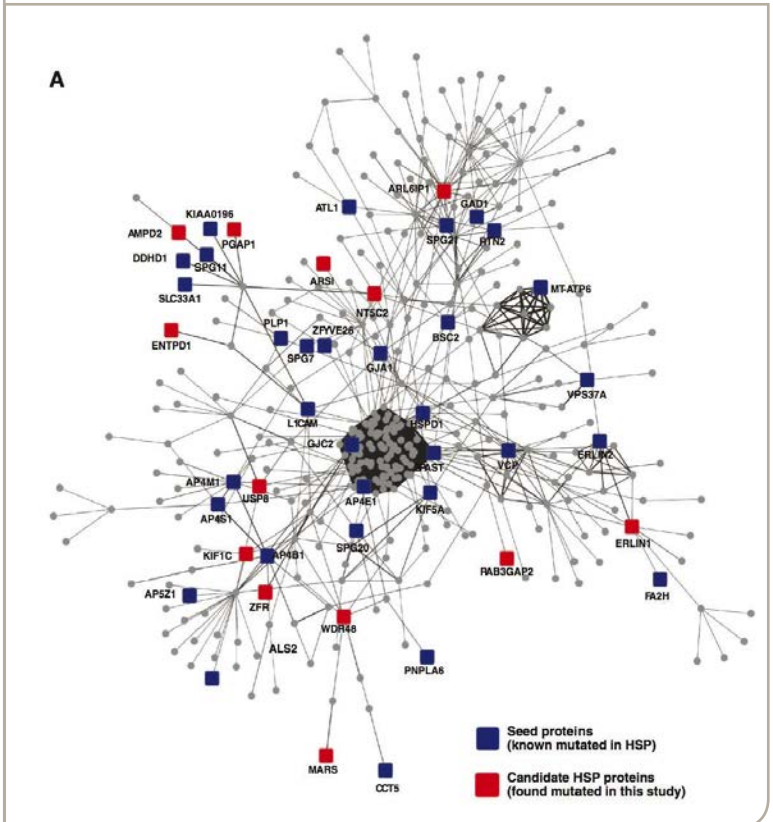 A
ARL6IP1
GAD1
ATL1
SPG21
RTN2
KIAA0196
AMPD2
PGAP1
DDHD1
SPG11
ARSI
SLC33A1
NT5C2
MT-ATP6
PLP1
ZFYVE26
BSC2
ENTPD1
SPG7
GJA1
VPS37A
L1CAM
HSPD1
GJC2
ERLIN2
SPAST
VCP
AP4M1
USP8
AP4E1
KIF5A
AP4S1
ERLIN1
SPG20
KIF1C
AP4B1
RAB3GAP2
AP5Z1
FA2H
ZFR
WDR48
ALS2
PNPLA6
MARS
CCT5
Seed proteins
(known mutated in HSP)
Candidate HSP proteins
(found mutated in this study)